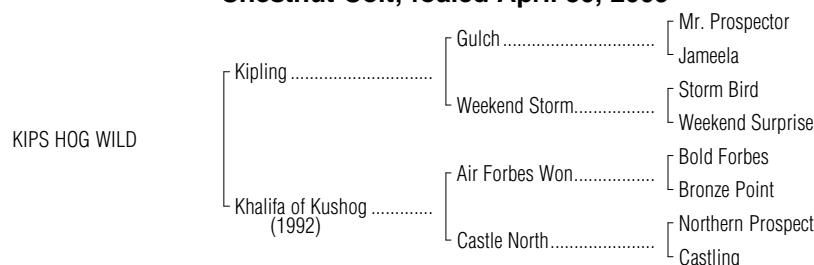 Chestnut Colt; foaled April
Mr. Prospector
Gulch..............................
Jameela
Kipling.............................
Storm Bird
Weekend Storm................
Weekend Surprise
KIPS HOG WILD
Bold Forbes
Air Forbes Won................
Bronze Point
Khalifa of Kushog.............
(1992)
Northern Prospect
Castle North.....................
Castling